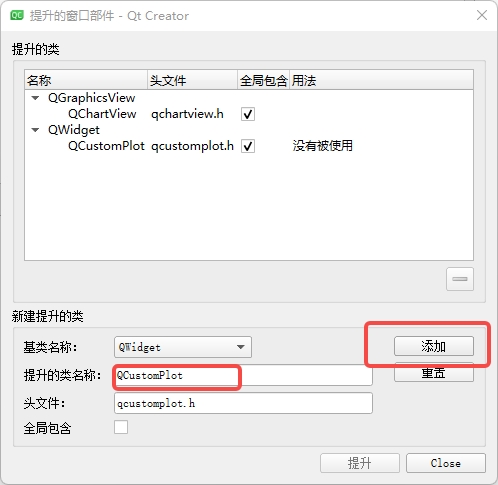 QC 提升的窗口部件 - Qt Creator
提升的类
名称 头文件 全局包含 用法
QGraphicsView
QChartView qchartview.h
QWidget
QCustomPlot qcustomplot.h 没有被使用
新建提升的类
基类名称： QWidget 添加
提升的类名称： QCustomPlot 重置
头文件： qcustomplot.h
全局包含
提升 Close